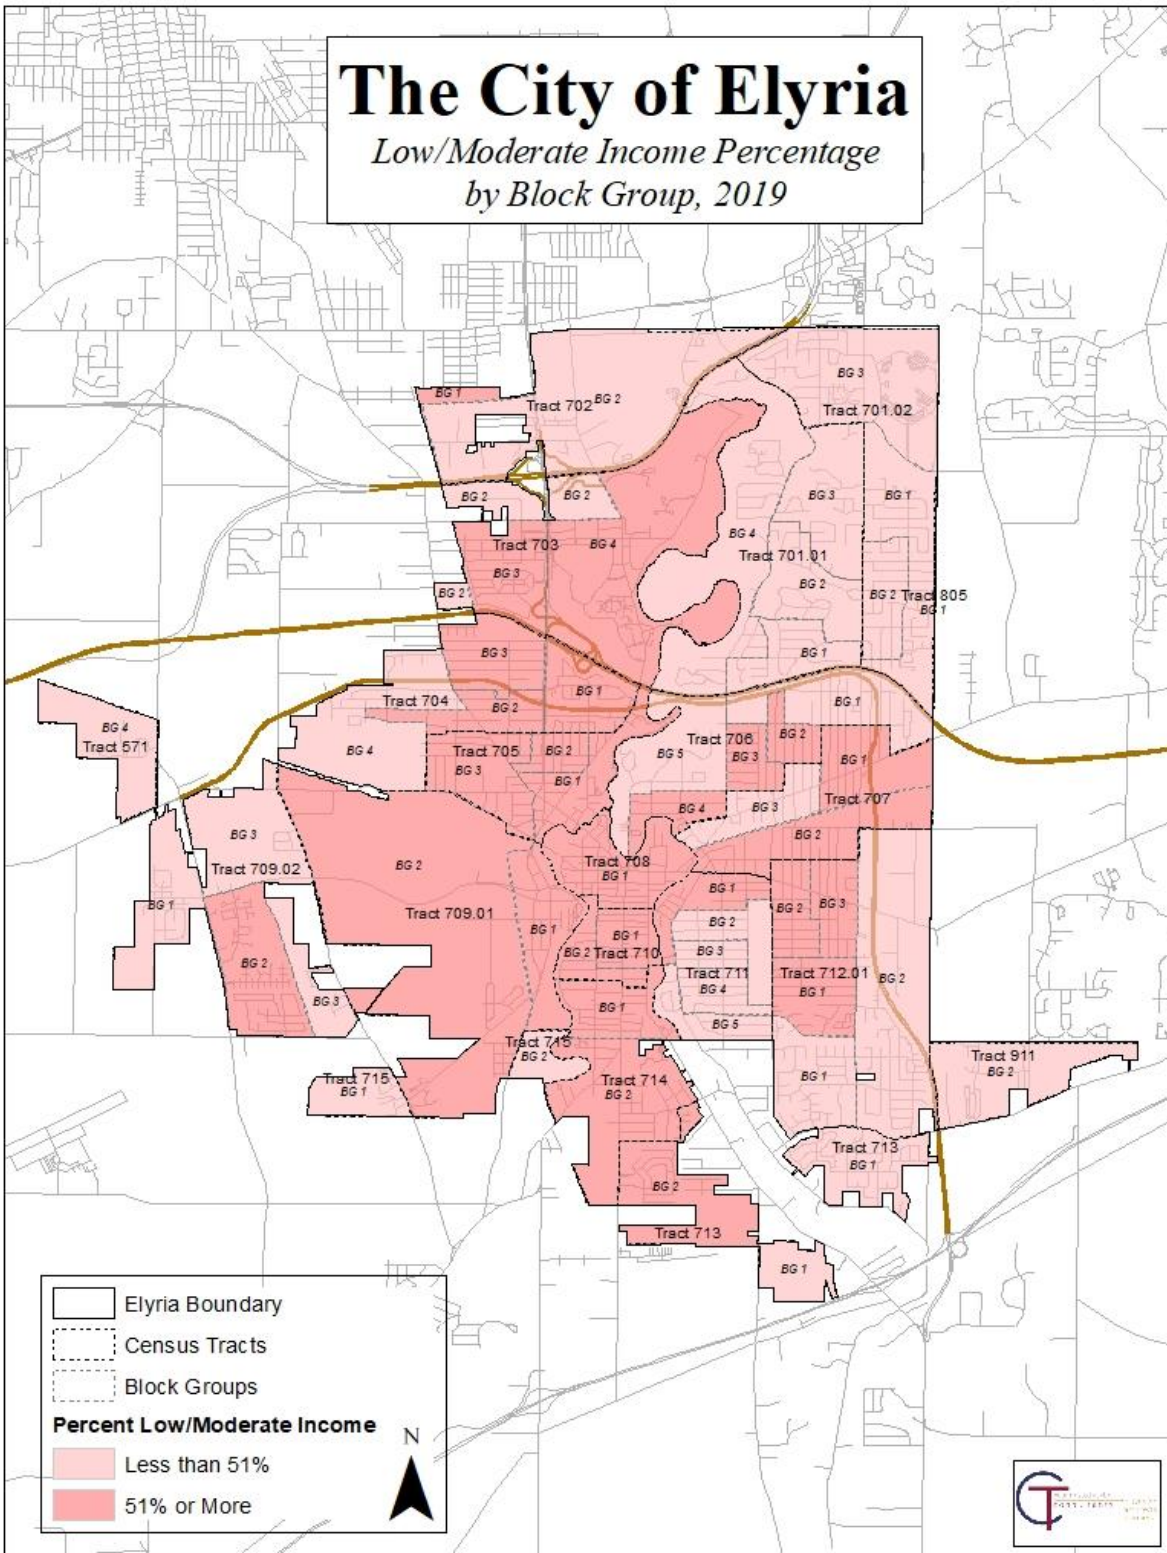 The City of Elyria
Low/Moderate Income Percentage
by Block Group, 2019
BG 3
BG 1
Tract 702
BG 2
Tract 701.02
BG 2
BG 2
BG 3
BG 1
BG 4
Tract 703
BG 4
Tract 701.01
BG 3
BG 2
BG 2
BG 2
Tract 805
BG 1
BG 3
BG 1
BG 1
Tract 704
BG 2
BG 1
BG 4
Tract 571
BG 4
Tract 705
BG 2
BG 5
Tract 706
BG 2
BG 3
BG 3
BG 1
BG 1
Tract 707
BG 4
BG 3
BG 3
Tract 709.02
BG 2
Tract 708
BG 1
BG 2
BG 1
BG 1
Tract 709.01
BG 2
BG 3
BG 2
BG 1
BG 1
BG 2
Tract 710
BG 3
BG 2
Tract 711
BG 4
Tract 712.01
BG 1
BG 2
BG 3
BG 1
BG 5
Tract 715
BG 2
Tract 911
BG 2
Tract 715
BG 1
Tract 714
BG 2
BG 1
Tract 713
BG 1
BG 2
Tract 713
BG 1
Elyria Boundary
Census Tracts
Block Groups
Percent Low/Moderate Income
Less than 51%
51% or More
N
CT